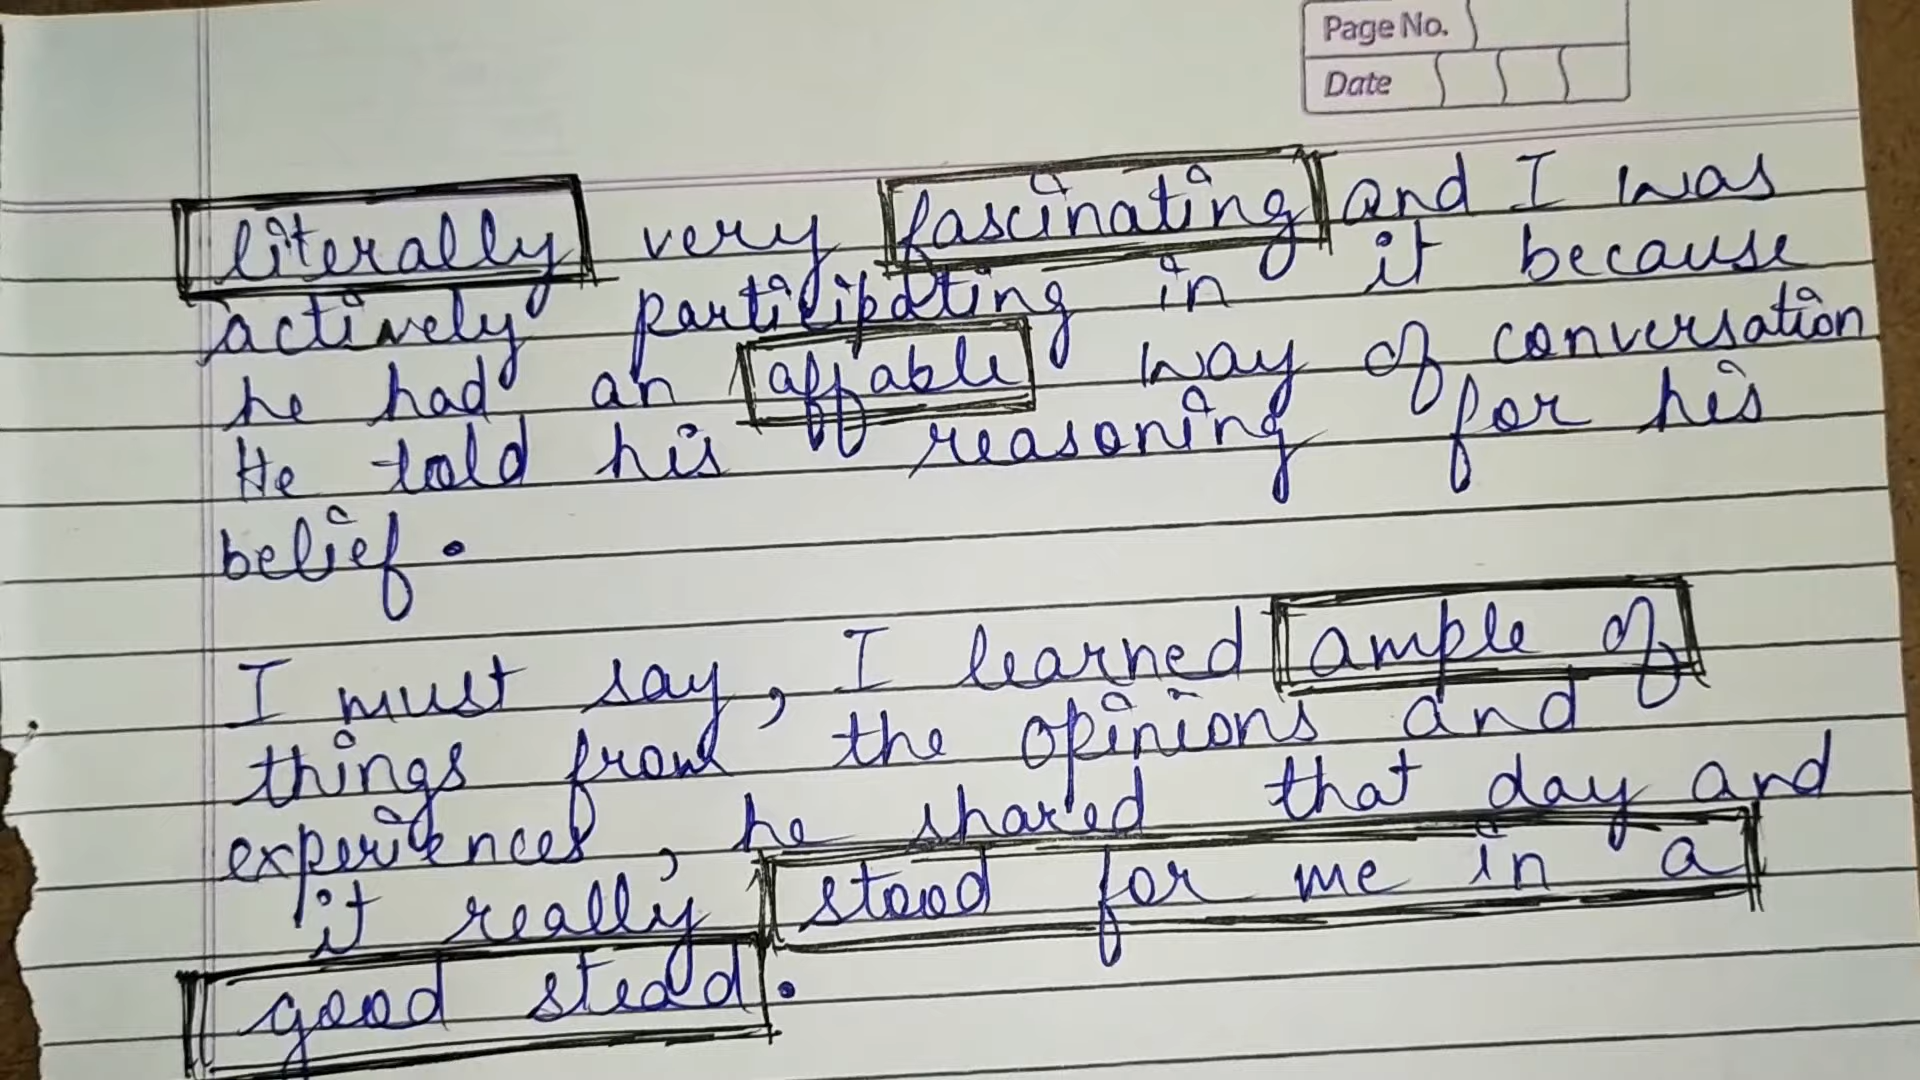 Page No.
Date
literally very fascinating and I was
actively participating in it because
he had an affable way of conversation
He told his reasoning for his
belief.
I must say, I learned ample of
things from the opinions and
experiences, he shared that day and
it really stood for me in a
good stead.